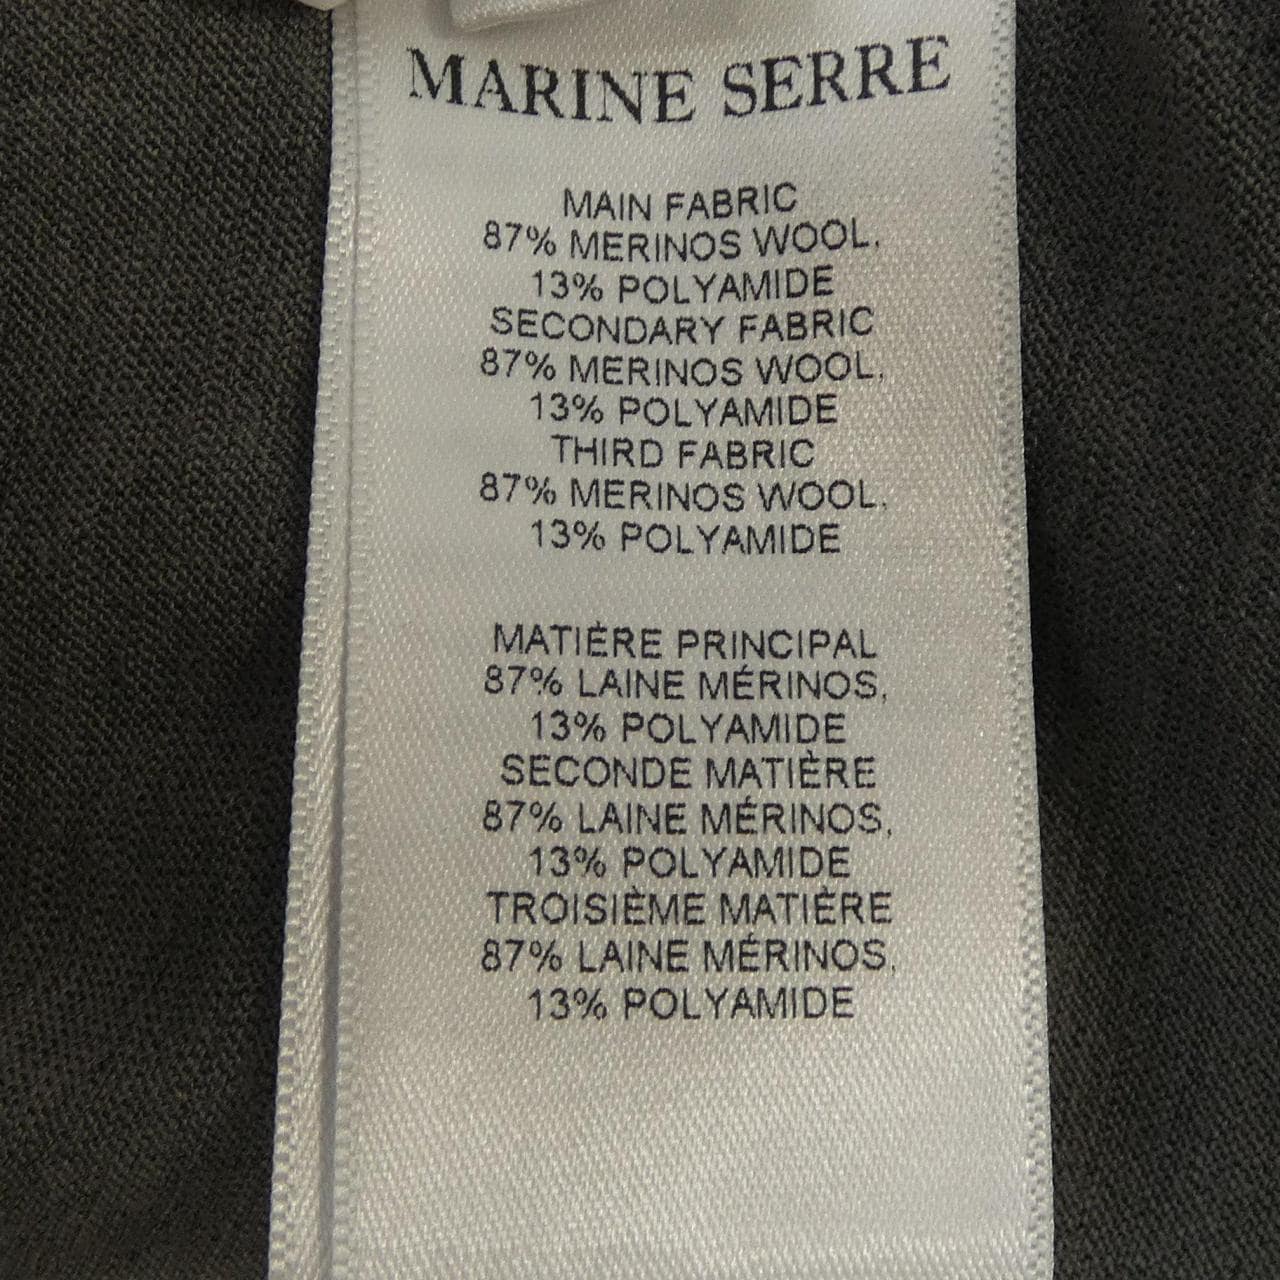 MARINE SERRE
MAIN FABRIC
87% MERINOS WOOL,
13% POLYAMIDE
SECONDARY FABRIC
87% MERINOS WOOL,
13% POLYAMIDE
THIRD FABRIC
87% MERINOS WOOL,
13% POLYAMIDE
MATIÈRE PRINCIPAL
87% LAINE MÉRINOS,
13% POLYAMIDE
SECONDE MATIÈRE
87% LAINE MÉRINOS,
13% POLYAMIDE
TROISIÈME MATIÈRE
87% LAINE MÉRINOS,
13% POLYAMIDE